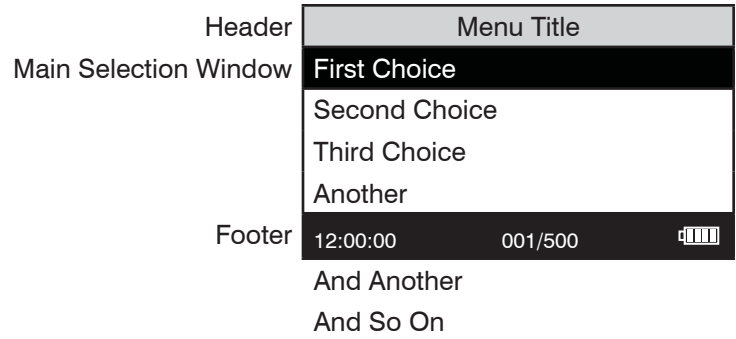 Header Menu Title
Main Selection Window First Choice
Second Choice
Third Choice
Another
Footer 12:00:00 001/500
And Another
And So On